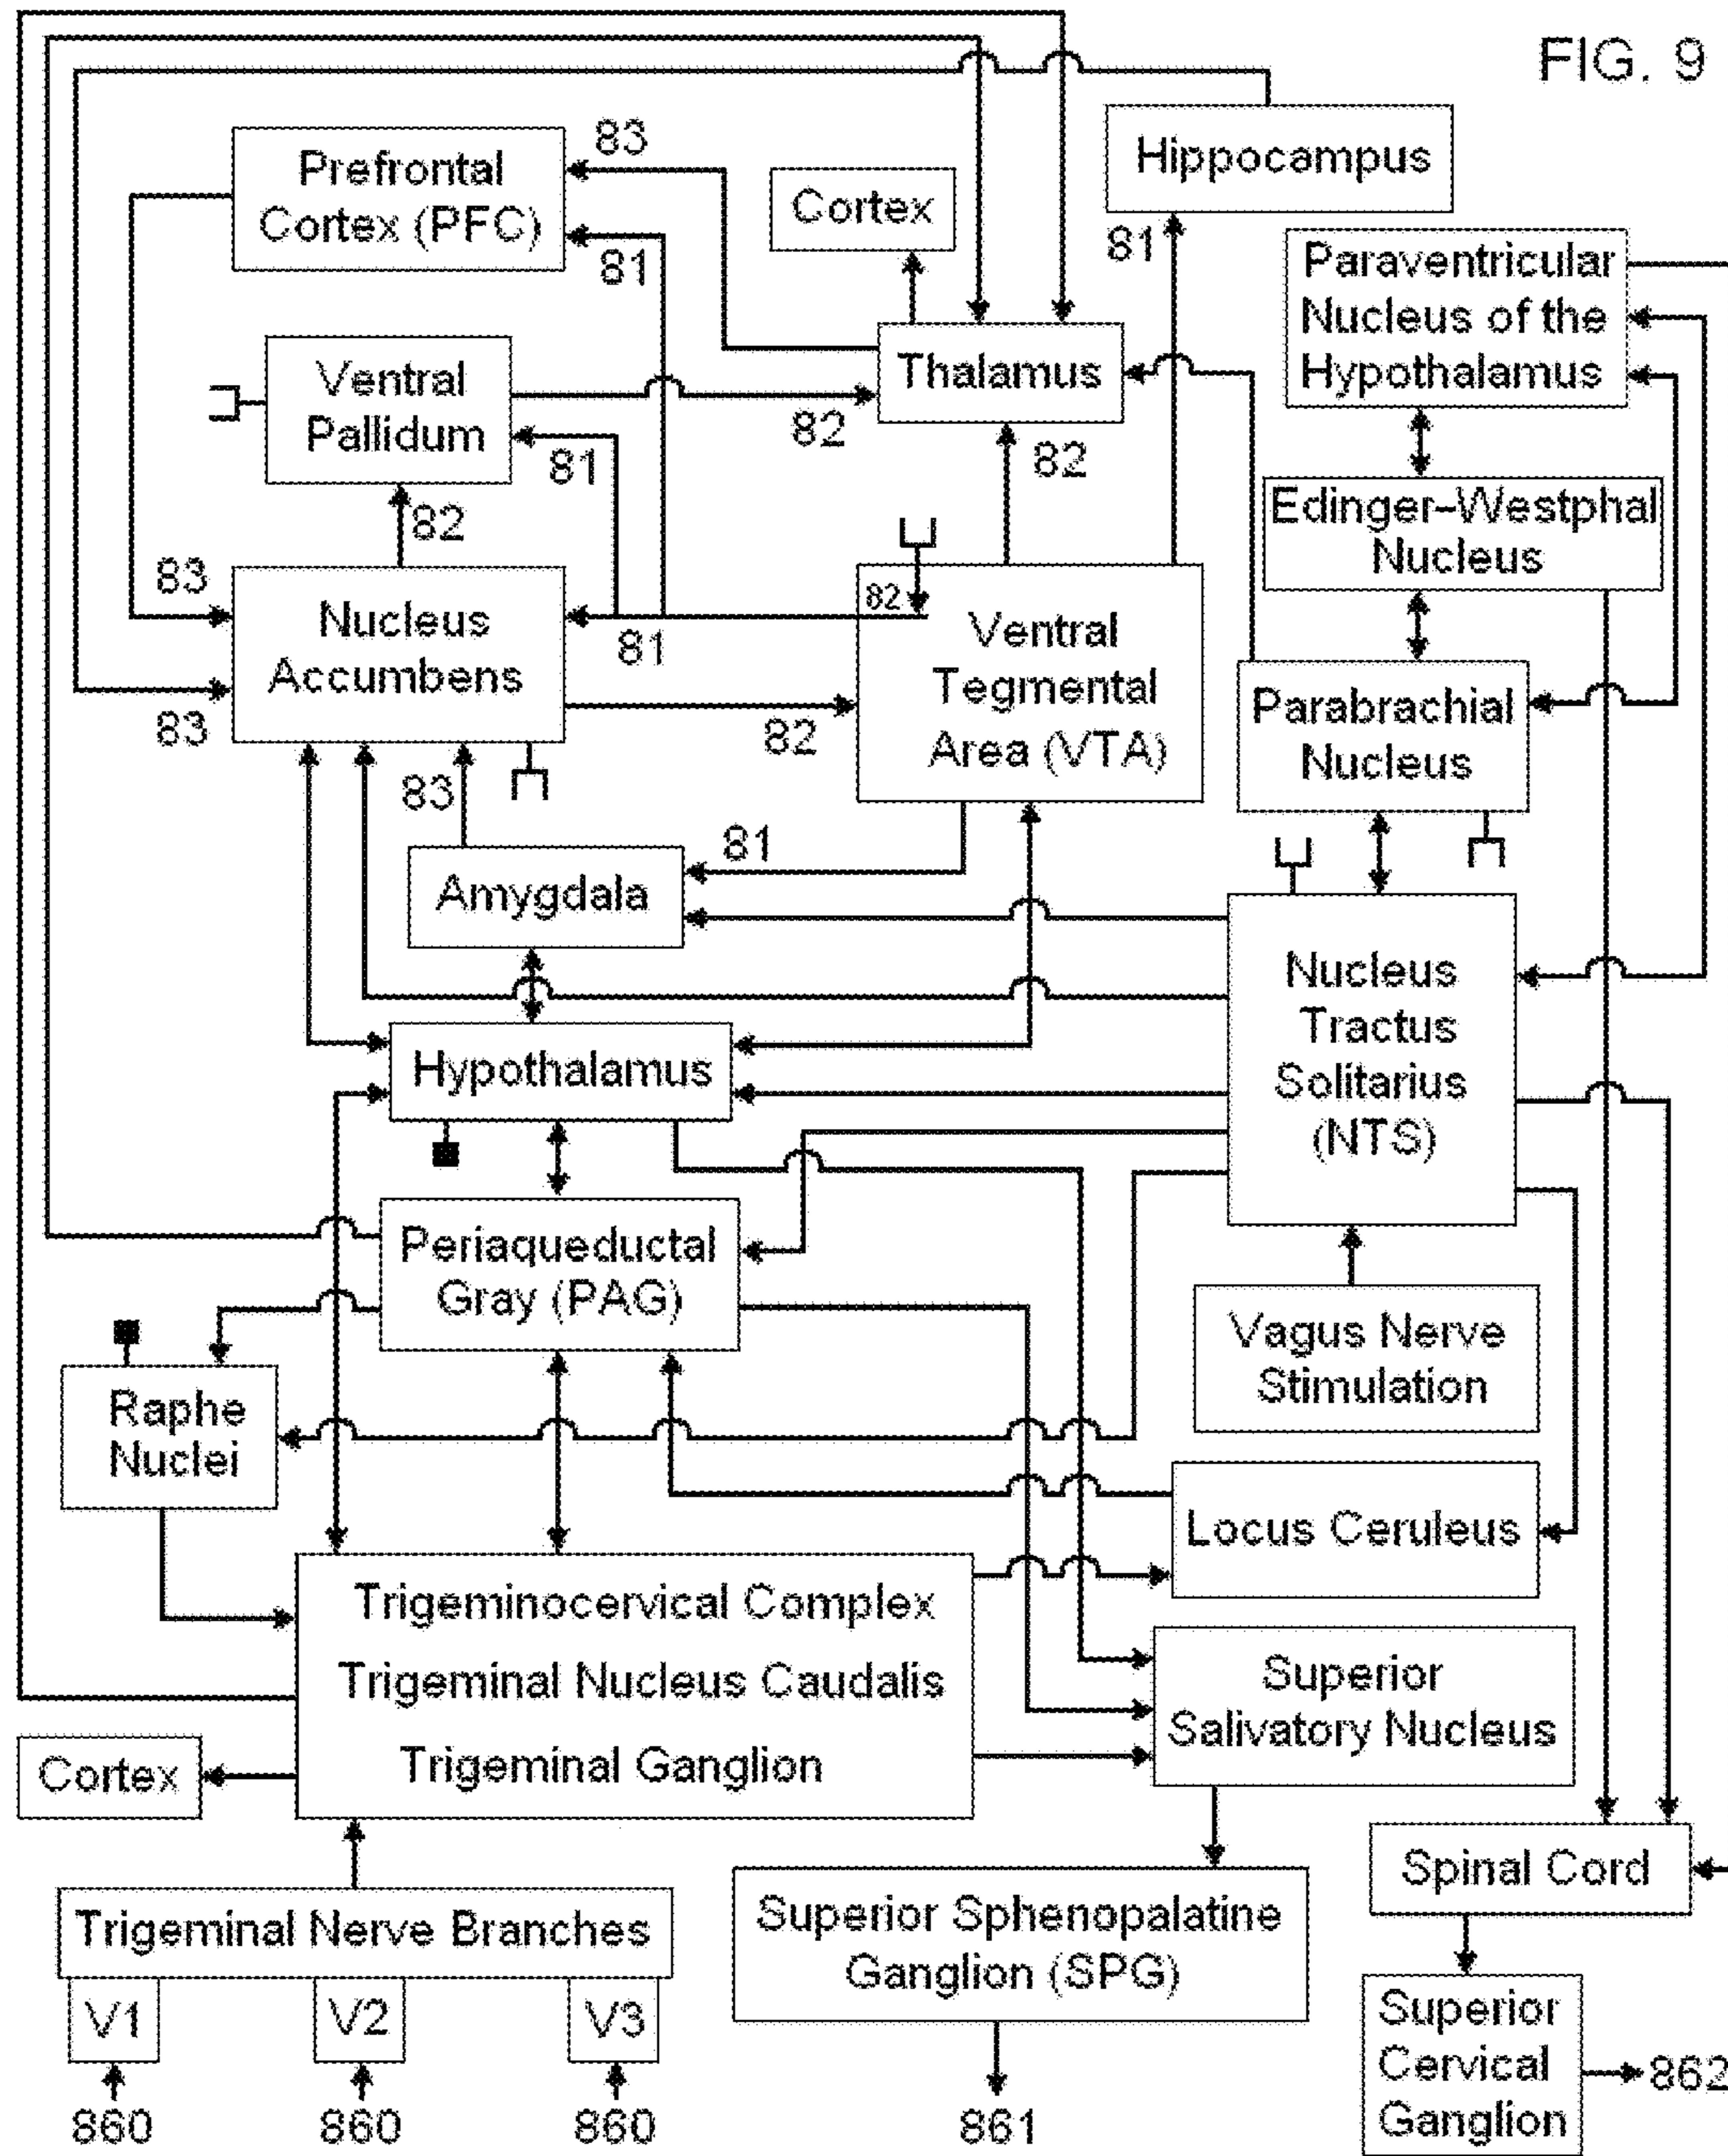 FIG. 9
Hippocampus
83
Prefrontal
Cortex (PFC)
81
Cortex
81
Paraventricular
Nucleus of the
Hypothalamus
Ventral
Pallidum
81
Thalamus
82
82
82
Edinger–Westphal
Nucleus
83
Nucleus
Accumbens
83
81
82
82
Ventral
Tegmental
Area (VTA)
Parabrachial
Nucleus
83
81
Amygdala
Nucleus
Tractus
Solitarius
(NTS)
Hypothalamus
Periaqueductal
Gray (PAG)
Vagus Nerve
Stimulation
Raphe
Nuclei
Locus Ceruleus
Trigeminocervical Complex
Trigeminal Nucleus Caudalis
Trigeminal Ganglion
Superior
Salivatory Nucleus
Cortex
Spinal Cord
Trigeminal Nerve Branches
V1
V2
V3
860
860
860
Superior Sphenopalatine
Ganglion (SPG)
861
Superior
Cervical
Ganglion
862